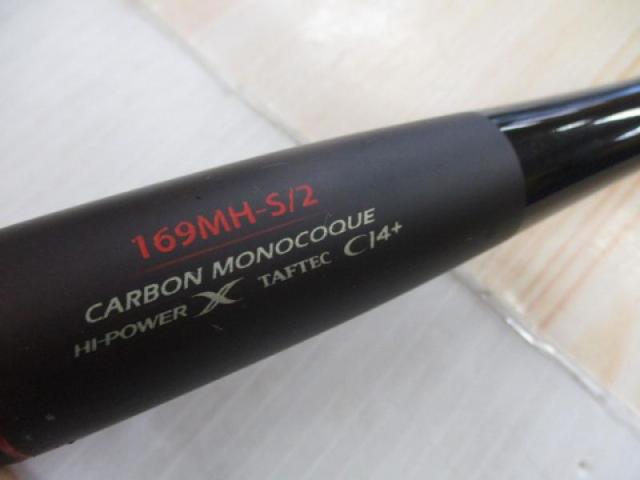 169MH-S/2
CARBON MONOCOQUE
HI-POWER X TAFTEC CI4+